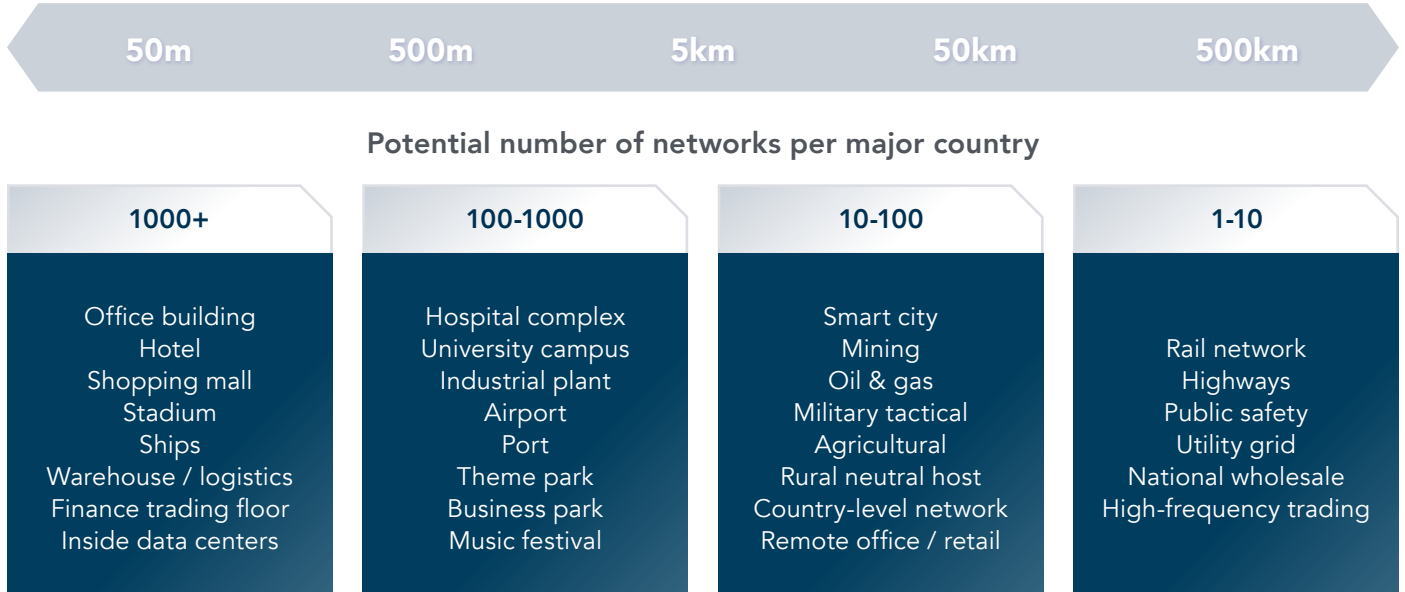 50m 500m 5km 50km 500km
Potential number of networks per major country
1000+
Office building
Hotel
Shopping mall
Stadium
Ships
Warehouse / logistics
Finance trading floor
Inside data centers
100-1000
Hospital complex
University campus
Industrial plant
Airport
Port
Theme park
Business park
Music festival
10-100
Smart city
Mining
Oil & gas
Military tactical
Agricultural
Rural neutral host
Country-level network
Remote office / retail
1-10
Rail network
Highways
Public safety
Utility grid
National wholesale
High-frequency trading